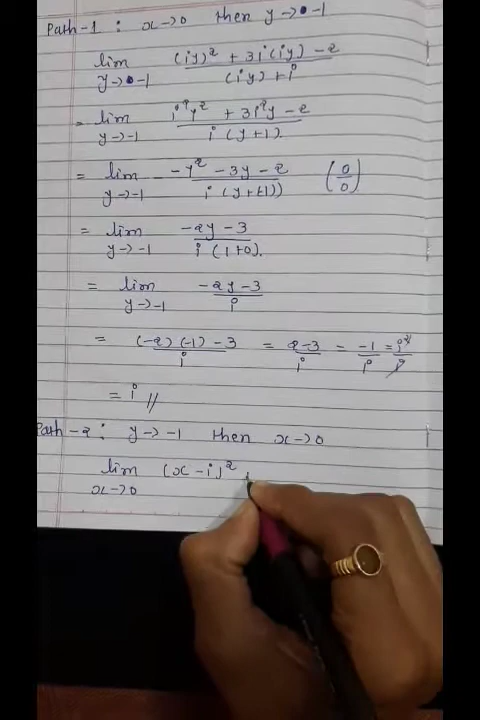 Path-1 : x→0 then y→-1
lim y→-1 ((iy)² + 3i(iy) - 2) / ((iy) + i)
= lim y→-1 (i²y² + 3i²y - 2) / (i(y+1))
= lim y→-1 (-y² - 3y - 2) / (i(y+1)) (0/0)
= lim y→-1 (-2y - 3) / (i(1+0))
= lim y→-1 (-2y - 3) / i
= ((-2)(-1) - 3) / i = (2-3) / i = -1 / i = i² / i
= i //
Path-2 : y→-1 then x→0
lim x→0 (x - i)²